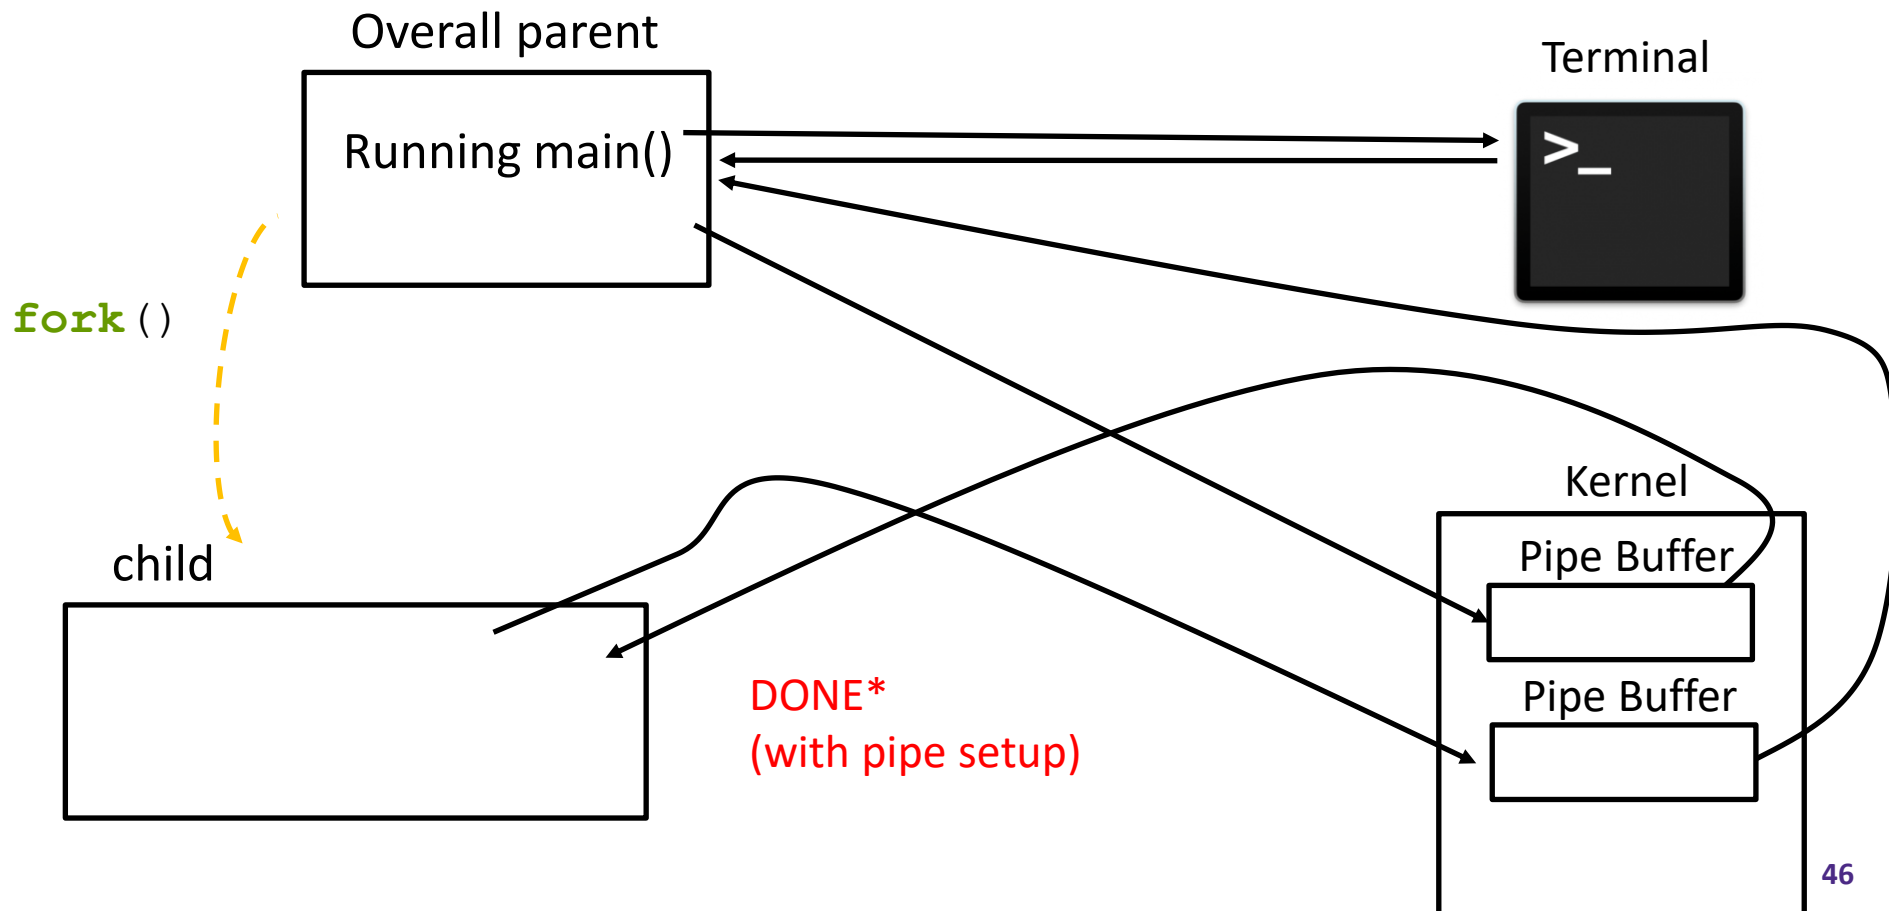 Overall parent
Terminal
Running main()
>_
fork()
Kernel
Pipe Buffer
child
DONE*
(with pipe setup)
Pipe Buffer
46